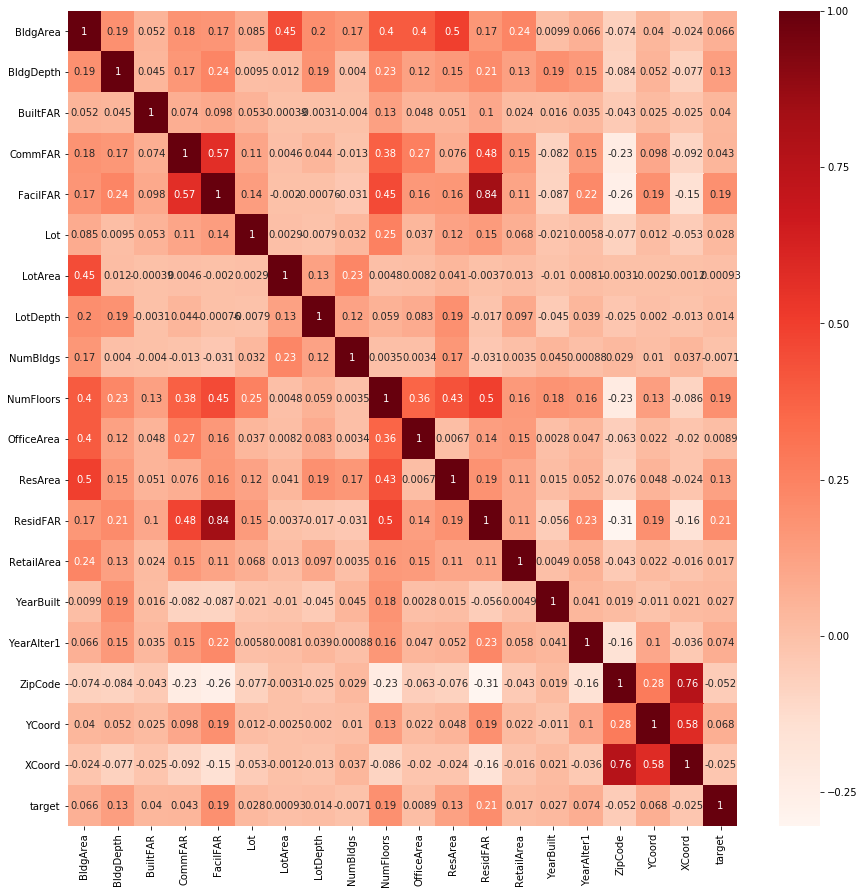 BldgArea 1 0.19 0.052 0.18 0.17 0.085 0.45 0.2 0.17 0.4 0.4 0.5 0.17 0.24 0.0099 0.066 -0.074 0.04 -0.024 0.066
BldgDepth 0.19 1 0.045 0.17 0.24 0.0095 0.012 0.19 0.004 0.23 0.12 0.15 0.21 0.13 0.19 0.15 -0.084 0.052 -0.077 0.13
BuiltFAR 0.052 0.045 1 0.074 0.098 0.053 -0.00039 -0.0031 -0.004 0.13 0.048 0.051 0.1 0.024 0.016 0.035 -0.043 0.025 -0.025 0.04
CommFAR 0.18 0.17 0.074 1 0.57 0.11 0.0046 0.044 -0.013 0.38 0.27 0.076 0.48 0.15 -0.082 0.15 -0.23 0.098 -0.092 0.043
FacilFAR 0.17 0.24 0.098 0.57 1 0.14 -0.002 -0.00076 -0.031 0.45 0.16 0.16 0.84 0.11 -0.087 0.22 -0.26 0.19 -0.15 0.19
Lot 0.085 0.0095 0.053 0.11 0.14 1 0.0029 0.0079 0.032 0.25 0.037 0.12 0.15 0.068 -0.021 0.0058 -0.077 0.012 -0.053 0.028
LotArea 0.45 0.012 -0.00039 0.0046 -0.002 0.0029 1 0.13 0.23 0.0048 0.0082 0.041 -0.0037 0.013 -0.01 0.0081 -0.0031 -0.0025 -0.0012 0.00093
LotDepth 0.2 0.19 -0.0031 0.044 -0.00076 0.0079 0.13 1 0.12 0.059 0.083 0.19 -0.017 0.097 -0.045 0.039 -0.025 0.002 -0.013 0.014
NumBldgs 0.17 0.004 -0.004 -0.013 -0.031 0.032 0.23 0.12 1 0.0035 0.0034 0.17 -0.031 0.0035 0.045 0.00088 0.029 0.01 0.037 -0.0071
NumFloors 0.4 0.23 0.13 0.38 0.45 0.25 0.0048 0.059 0.0035 1 0.36 0.43 0.5 0.16 0.18 0.16 -0.23 0.13 -0.086 0.19
OfficeArea 0.4 0.12 0.048 0.27 0.16 0.037 0.0082 0.083 0.0034 0.36 1 0.0067 0.14 0.15 0.0028 0.047 -0.063 0.022 -0.02 0.0089
ResArea 0.5 0.15 0.051 0.076 0.16 0.12 0.041 0.19 0.17 0.43 0.0067 1 0.19 0.11 0.015 0.052 -0.076 0.048 -0.024 0.13
ResidFAR 0.17 0.21 0.1 0.48 0.84 0.15 -0.0037 -0.017 -0.031 0.5 0.14 0.19 1 0.11 -0.056 0.23 -0.31 0.19 -0.16 0.21
RetailArea 0.24 0.13 0.024 0.15 0.11 0.068 0.013 0.097 0.0035 0.16 0.15 0.11 0.11 1 0.0049 0.058 -0.043 0.022 -0.016 0.017
YearBuilt 0.0099 0.19 0.016 -0.082 -0.087 -0.021 -0.01 -0.045 0.045 0.18 0.0028 0.015 -0.056 0.0049 1 0.041 0.019 -0.011 0.021 0.027
YearAlter1 0.066 0.15 0.035 0.15 0.22 0.0058 0.0081 0.039 0.00088 0.16 0.047 0.052 0.23 0.058 0.041 1 -0.16 0.1 -0.036 0.074
ZipCode -0.074 -0.084 -0.043 -0.23 -0.26 -0.077 -0.0031 -0.025 0.029 -0.23 -0.063 -0.076 -0.31 -0.043 0.019 -0.16 1 0.28 0.76 -0.052
YCoord 0.04 0.052 0.025 0.098 0.19 0.012 -0.0025 0.002 0.01 0.13 0.022 0.048 0.19 0.022 -0.011 0.1 0.28 1 0.58 0.068
XCoord -0.024 -0.077 -0.025 -0.092 -0.15 -0.053 -0.0012 -0.013 0.037 -0.086 -0.02 -0.024 -0.16 -0.016 0.021 -0.036 0.76 0.58 1 -0.025
target 0.066 0.13 0.04 0.043 0.19 0.028 0.00093 0.014 -0.0071 0.19 0.0089 0.13 0.21 0.017 0.027 0.074 -0.052 0.068 -0.025 1
BldgArea BldgDepth BuiltFAR CommFAR FacilFAR Lot LotArea LotDepth NumBldgs NumFloors OfficeArea ResArea ResidFAR RetailArea YearBuilt YearAlter1 ZipCode YCoord XCoord target
1.00
0.75
0.50
0.25
0.00
−0.25